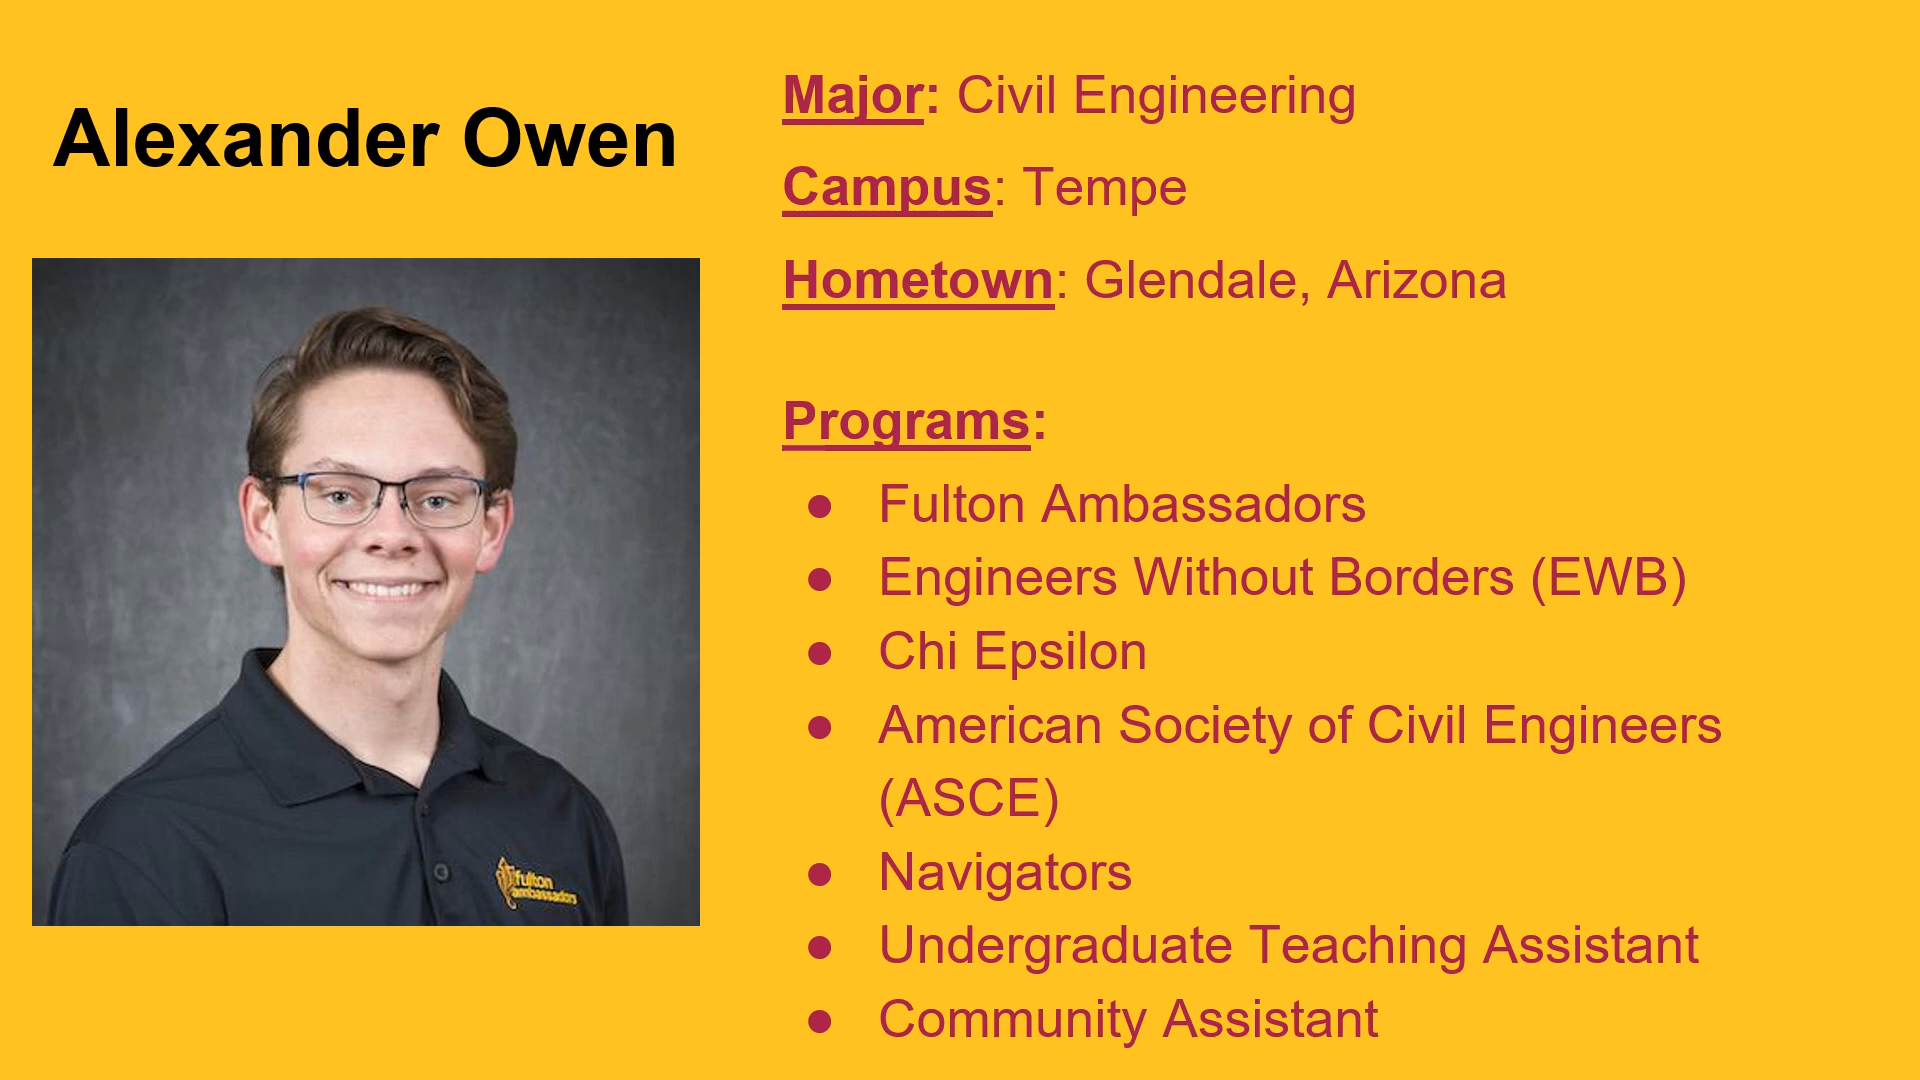 Alexander Owen
Major: Civil Engineering
Campus: Tempe
Hometown: Glendale, Arizona
Programs:
● Fulton Ambassadors
● Engineers Without Borders (EWB)
● Chi Epsilon
● American Society of Civil Engineers
(ASCE)
● Navigators
● Undergraduate Teaching Assistant
● Community Assistant
fulton
ambassadors